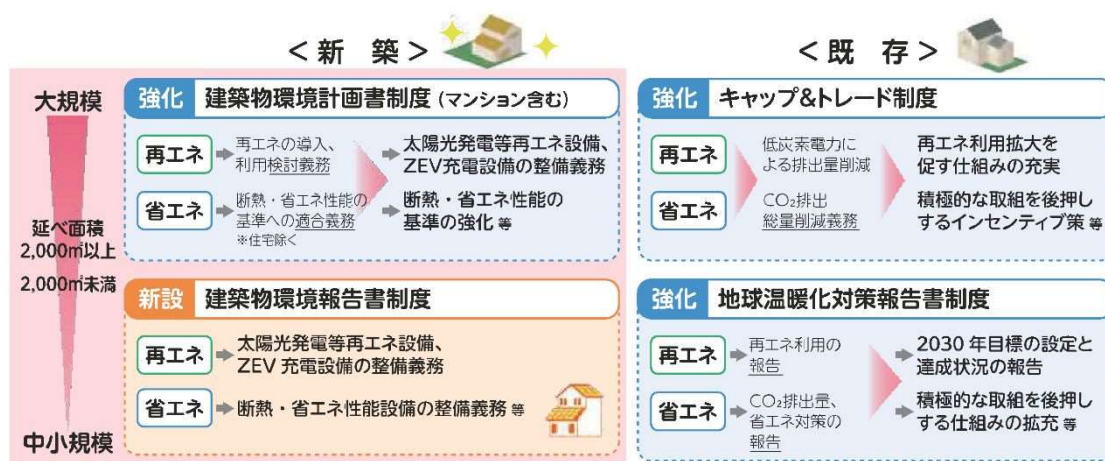 ＜新　築＞
＜既　存＞
大規模
延べ面積
2,000㎡以上
2,000㎡未満
中小規模
強化 建築物環境計画書制度（マンション含む）
再エネ
再エネの導入、
利用検討義務
太陽光発電等再エネ設備、
ZEV充電設備の整備義務
省エネ
断熱・省エネ性能の
基準への適合義務
※住宅除く
断熱・省エネ性能の
基準の強化 等
強化 キャップ&トレード制度
再エネ
低炭素電力に
よる排出量削減
再エネ利用拡大を
促す仕組みの充実
省エネ
CO₂排出
総量削減義務
積極的な取組を後押し
するインセンティブ策 等
新設 建築物環境報告書制度
再エネ
太陽光発電等再エネ設備、
ZEV 充電設備の整備義務
省エネ
断熱・省エネ性能設備の整備義務 等
強化 地球温暖化対策報告書制度
再エネ
再エネ利用の
報告
2030 年目標の設定と
達成状況の報告
省エネ
CO₂排出量、
省エネ対策の
報告
積極的な取組を後押し
する仕組みの拡充 等